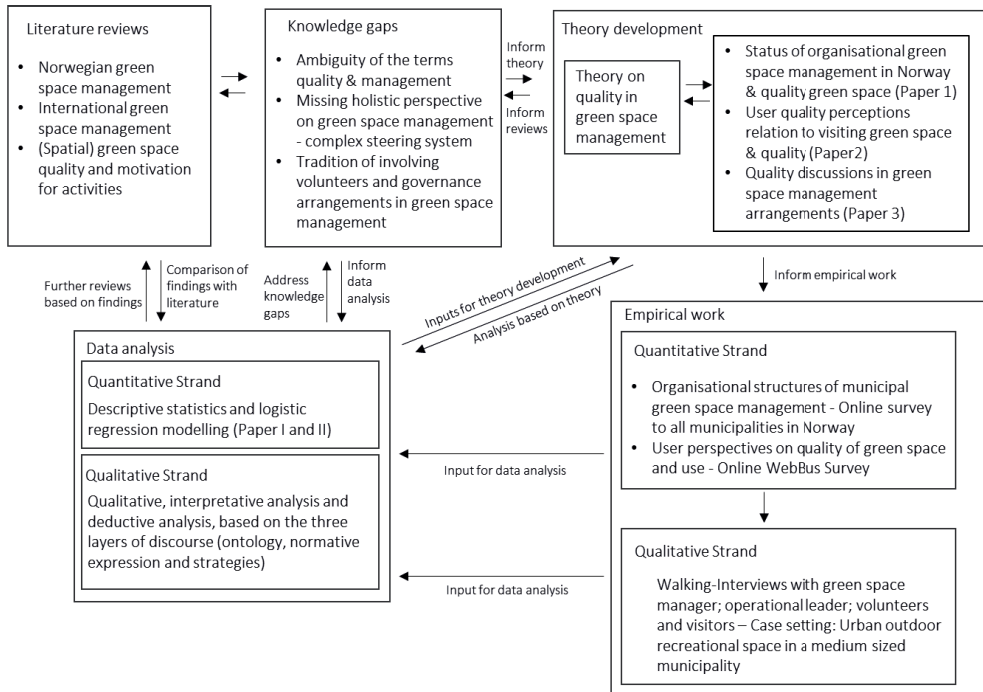 Literature reviews
• Norwegian green
space management
• International green
space management
• (Spatial) green space
quality and motivation
for activities
Knowledge gaps
• Ambiguity of the terms
quality & management
• Missing holistic perspective
on green space management
- complex steering system
• Tradition of involving
volunteers and governance
arrangements in green space
management
Inform
theory
Inform
reviews
Theory development
Theory on
quality in
green space
management
• Status of organisational green
space management in Norway
& quality green space (Paper 1)
• User quality perceptions
relation to visiting green space
& quality (Paper2)
• Quality discussions in green
space management
arrangements (Paper 3)
Further reviews
based on findings
Comparison of
findings with
literature
Address
knowledge
gaps
Inform
data
analysis
Inputs for theory development
Analysis based on theory
Inform empirical work
Data analysis
Quantitative Strand
Descriptive statistics and logistic
regression modelling (Paper I and II)
Qualitative Strand
Qualitative, interpretative analysis and
deductive analysis, based on the three
layers of discourse (ontology, normative
expression and strategies)
Input for data analysis
Input for data analysis
Empirical work
Quantitative Strand
• Organisational structures of municipal
green space management - Online survey
to all municipalities in Norway
• User perspectives on quality of green space
and use - Online WebBus Survey
Qualitative Strand
Walking-Interviews with green space
manager; operational leader; volunteers
and visitors – Case setting: Urban outdoor
recreational space in a medium sized
municipality